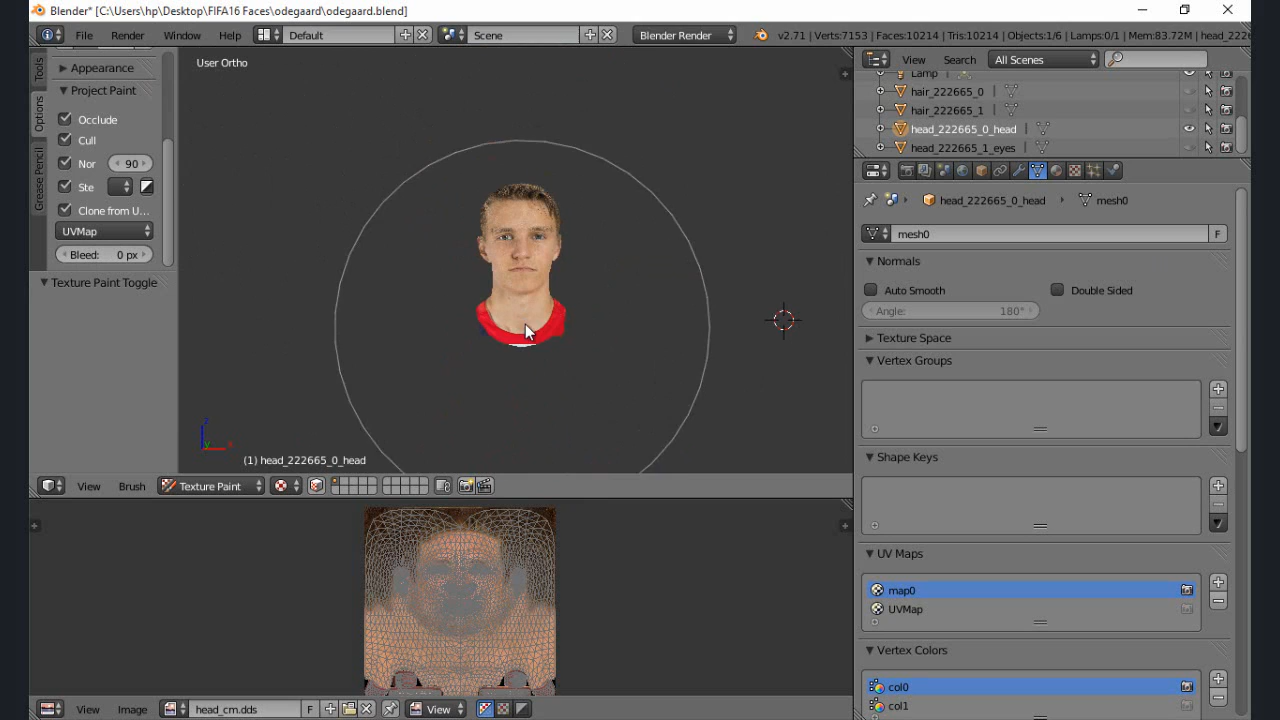 Blender* [C:\Users\hp\Desktop\FIFA16 Faces\odegaard\odegaard.blend]
File Render Window Help Default Scene Blender Render v2.71 | Verts:7153 | Faces:10214 | Tris:10214 | Objects:1/6 | Lamps:0/1 | Mem:83.72M | head_222
Tools
Options
Grease Pencil
Appearance
Project Paint
Occlude
Cull
Nor 90
Ste
Clone from U...
UVMap
Bleed: 0 px
Texture Paint Toggle
User Ortho
(1) head_222665_0_head
View Brush Texture Paint
View Image head_cm.dds F View
View Search All Scenes
Lamp
hair_222665_0
hair_222665_1
head_222665_0_head
head_222665_1_eyes
head_222665_0_head mesh0
mesh0 F
Normals
Auto Smooth Double Sided
Angle: 180°
Texture Space
Vertex Groups
Shape Keys
UV Maps
map0
UVMap
Vertex Colors
col0
col1